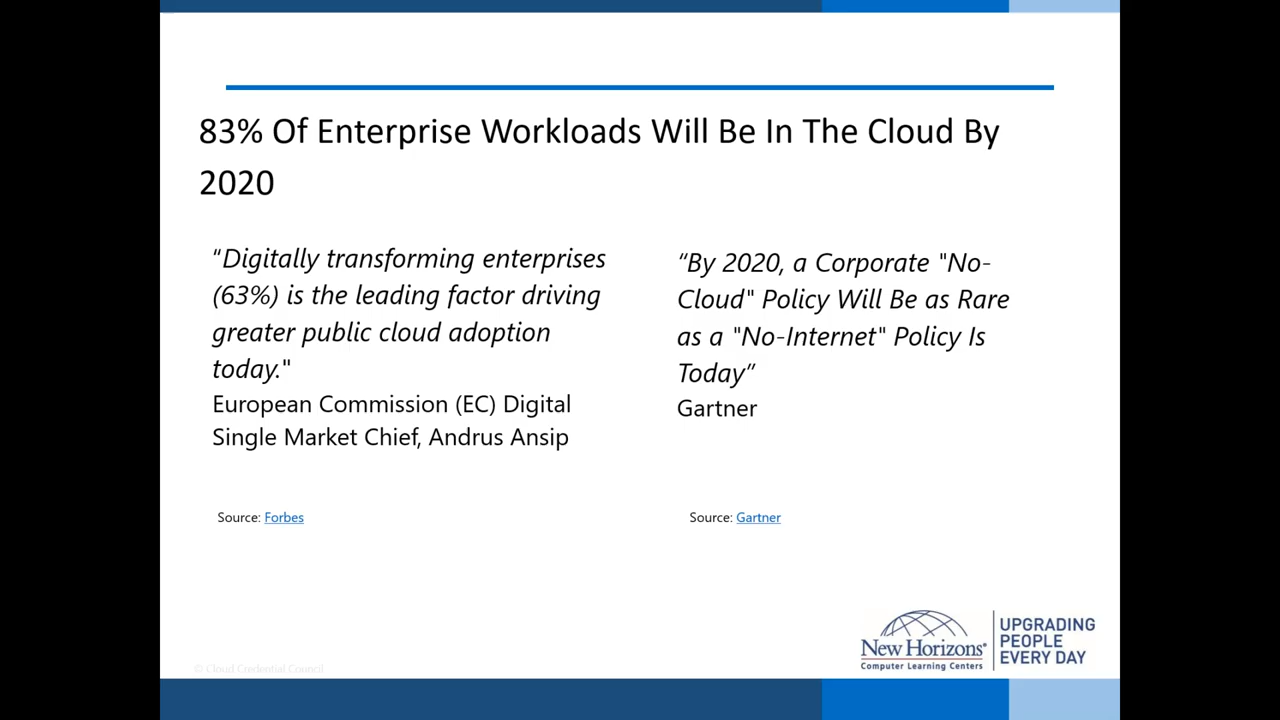 83% Of Enterprise Workloads Will Be In The Cloud By
2020
"Digitally transforming enterprises
(63%) is the leading factor driving
greater public cloud adoption
today."
European Commission (EC) Digital
Single Market Chief, Andrus Ansip
Source: Forbes
“By 2020, a Corporate "No-
Cloud" Policy Will Be as Rare
as a "No-Internet" Policy Is
Today”
Gartner
Source: Gartner
© Cloud Credential Council
New Horizons®
Computer Learning Centers
UPGRADING
PEOPLE
EVERY DAY